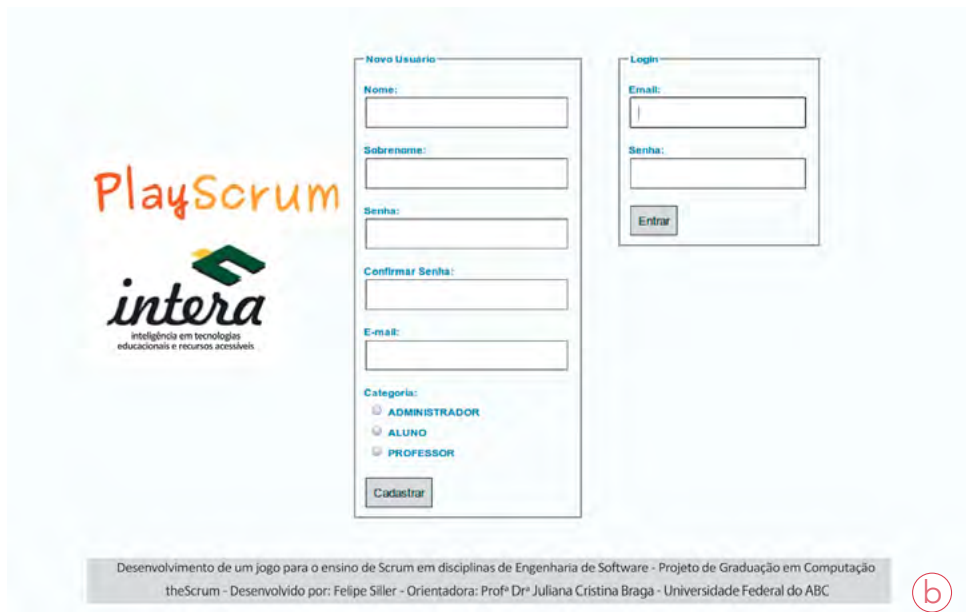 PlayScrum
intera
inteligência em tecnologias
educacionais e recursos acessíveis
Novo Usuário
Nome:
Sobrenome:
Senha:
Confirmar Senha:
E-mail:
Categoria:
ADMINISTRADOR
ALUNO
PROFESSOR
Cadastrar
Login
Email:
Senha:
Entrar
Desenvolvimento de um jogo para o ensino de Scrum em disciplinas de Engenharia de Software - Projeto de Graduação em Computação
theScrum - Desenvolvido por: Felipe Siller - Orientadora: Profª Drª Juliana Cristina Braga - Universidade Federal do ABC
b